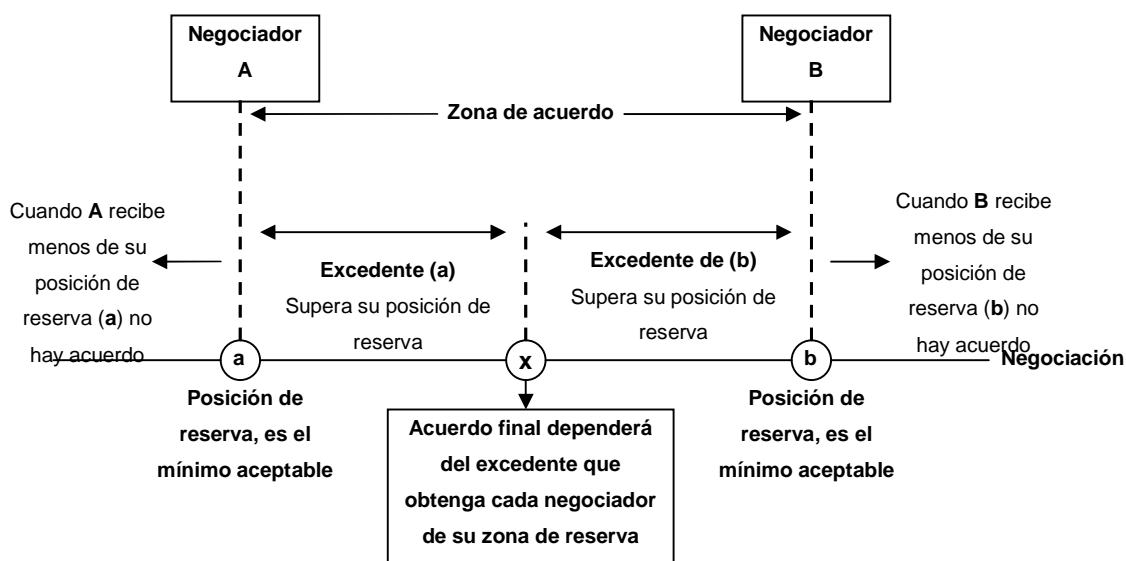 Negociador
A
Negociador
B
Zona de acuerdo
Cuando A recibe
menos de su
posición de
reserva (a) no
hay acuerdo
Excedente (a)
Supera su posición de
reserva
Excedente de (b)
Supera su posición de
reserva
Cuando B recibe
menos de su
posición de
reserva (b) no
hay acuerdo
a
x
b
Negociación
Posición de
reserva, es el
mínimo aceptable
Acuerdo final dependerá
del excedente que
obtenga cada negociador
de su zona de reserva
Posición de
reserva, es el
mínimo aceptable